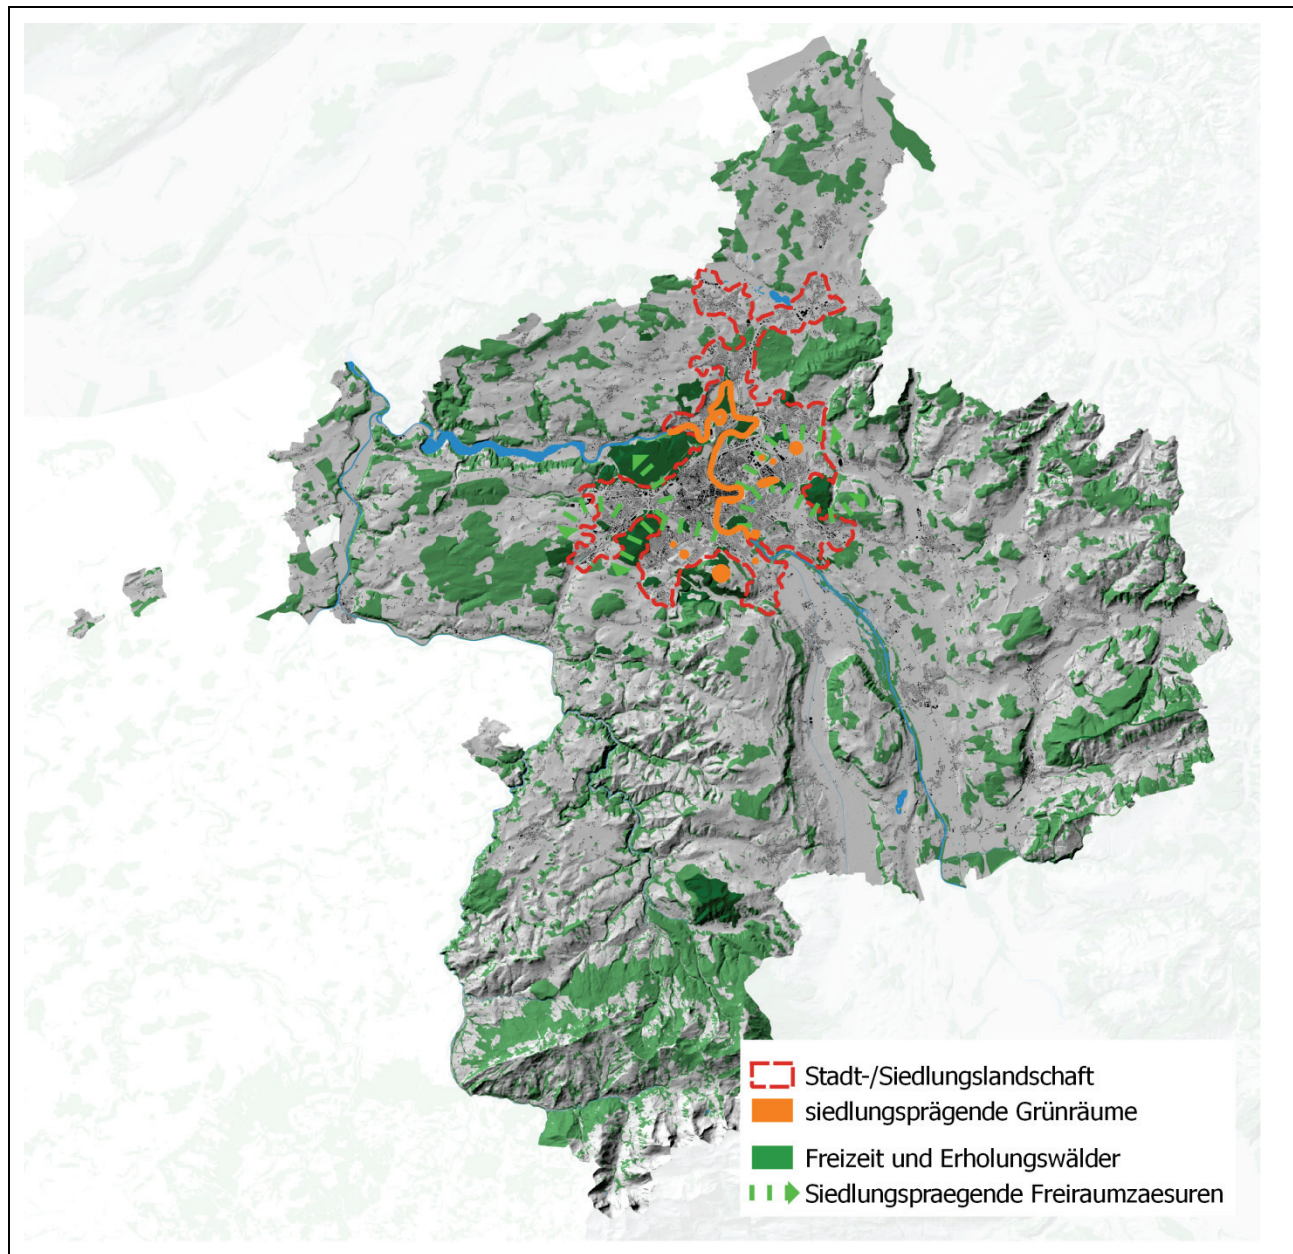 Stadt-/Siedlungslandschaft
siedlungsprägende Grünräume
Freizeit und Erholungswälder
Siedlungspraegende Freiraumzaesuren